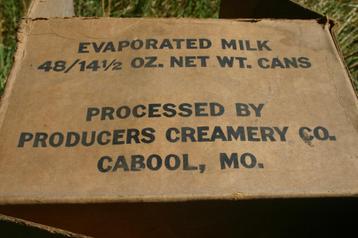 EVAPORATED MILK
48/14½ OZ. NET WT. CANS
PROCESSED BY
PRODUCERS CREAMERY CO.
CABOOL, MO.